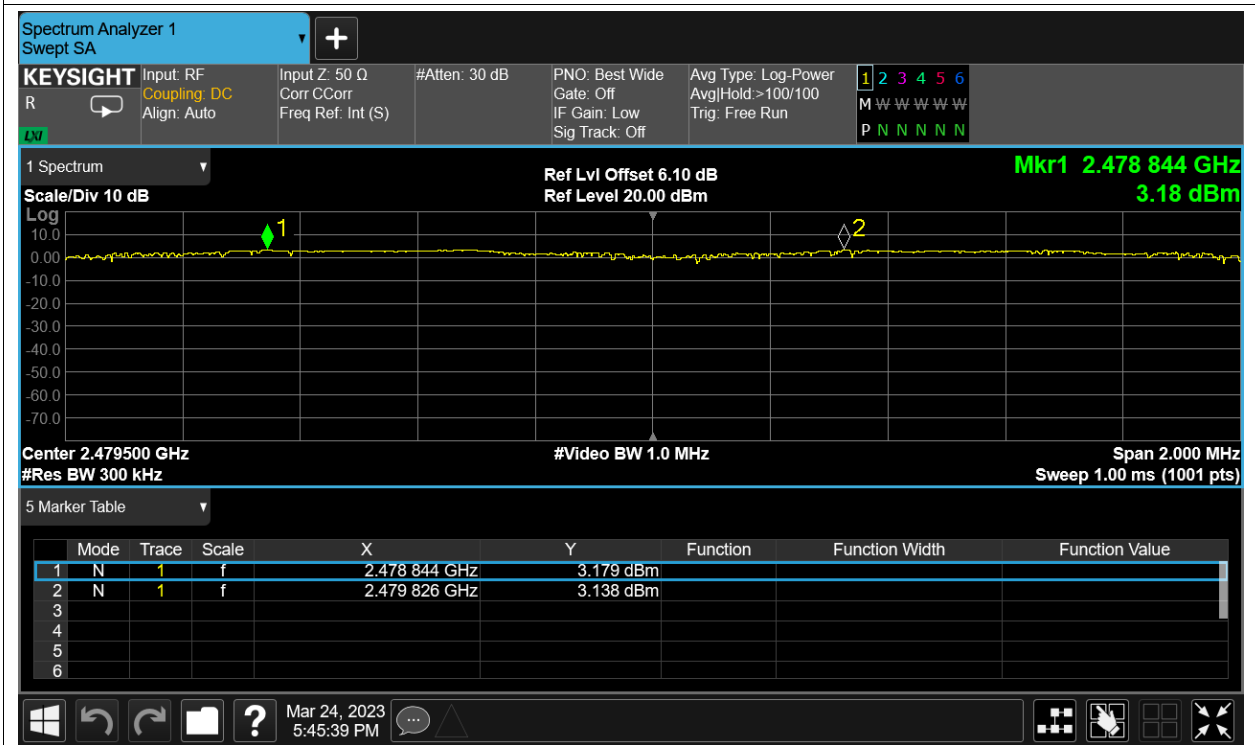 Spectrum Analyzer 1
Swept SA
KEYSIGHT Input: RF Input Z: 50 Ω #Atten: 30 dB PNO: Best Wide Avg Type: Log-Power 1 2 3 4 5 6
R Coupling: DC Corr CCorr Gate: Off Avg|Hold:>100/100 M W W W W W
Align: Auto Freq Ref: Int (S) IF Gain: Low Trig: Free Run
LXI Sig Track: Off P N N N N N
1 Spectrum Ref Lvl Offset 6.10 dB Mkr1 2.478 844 GHz
Scale/Div 10 dB Ref Level 20.00 dBm 3.18 dBm
Log
10.0 1 2
0.00
-10.0
-20.0
-30.0
-40.0
-50.0
-60.0
-70.0
Center 2.479500 GHz #Video BW 1.0 MHz Span 2.000 MHz
#Res BW 300 kHz Sweep 1.00 ms (1001 pts)
5 Marker Table
Mode Trace Scale X Y Function Function Width Function Value
1 N 1 f 2.478 844 GHz 3.179 dBm
2 N 1 f 2.479 826 GHz 3.138 dBm
3
4
5
6
? Mar 24, 2023
5:45:39 PM